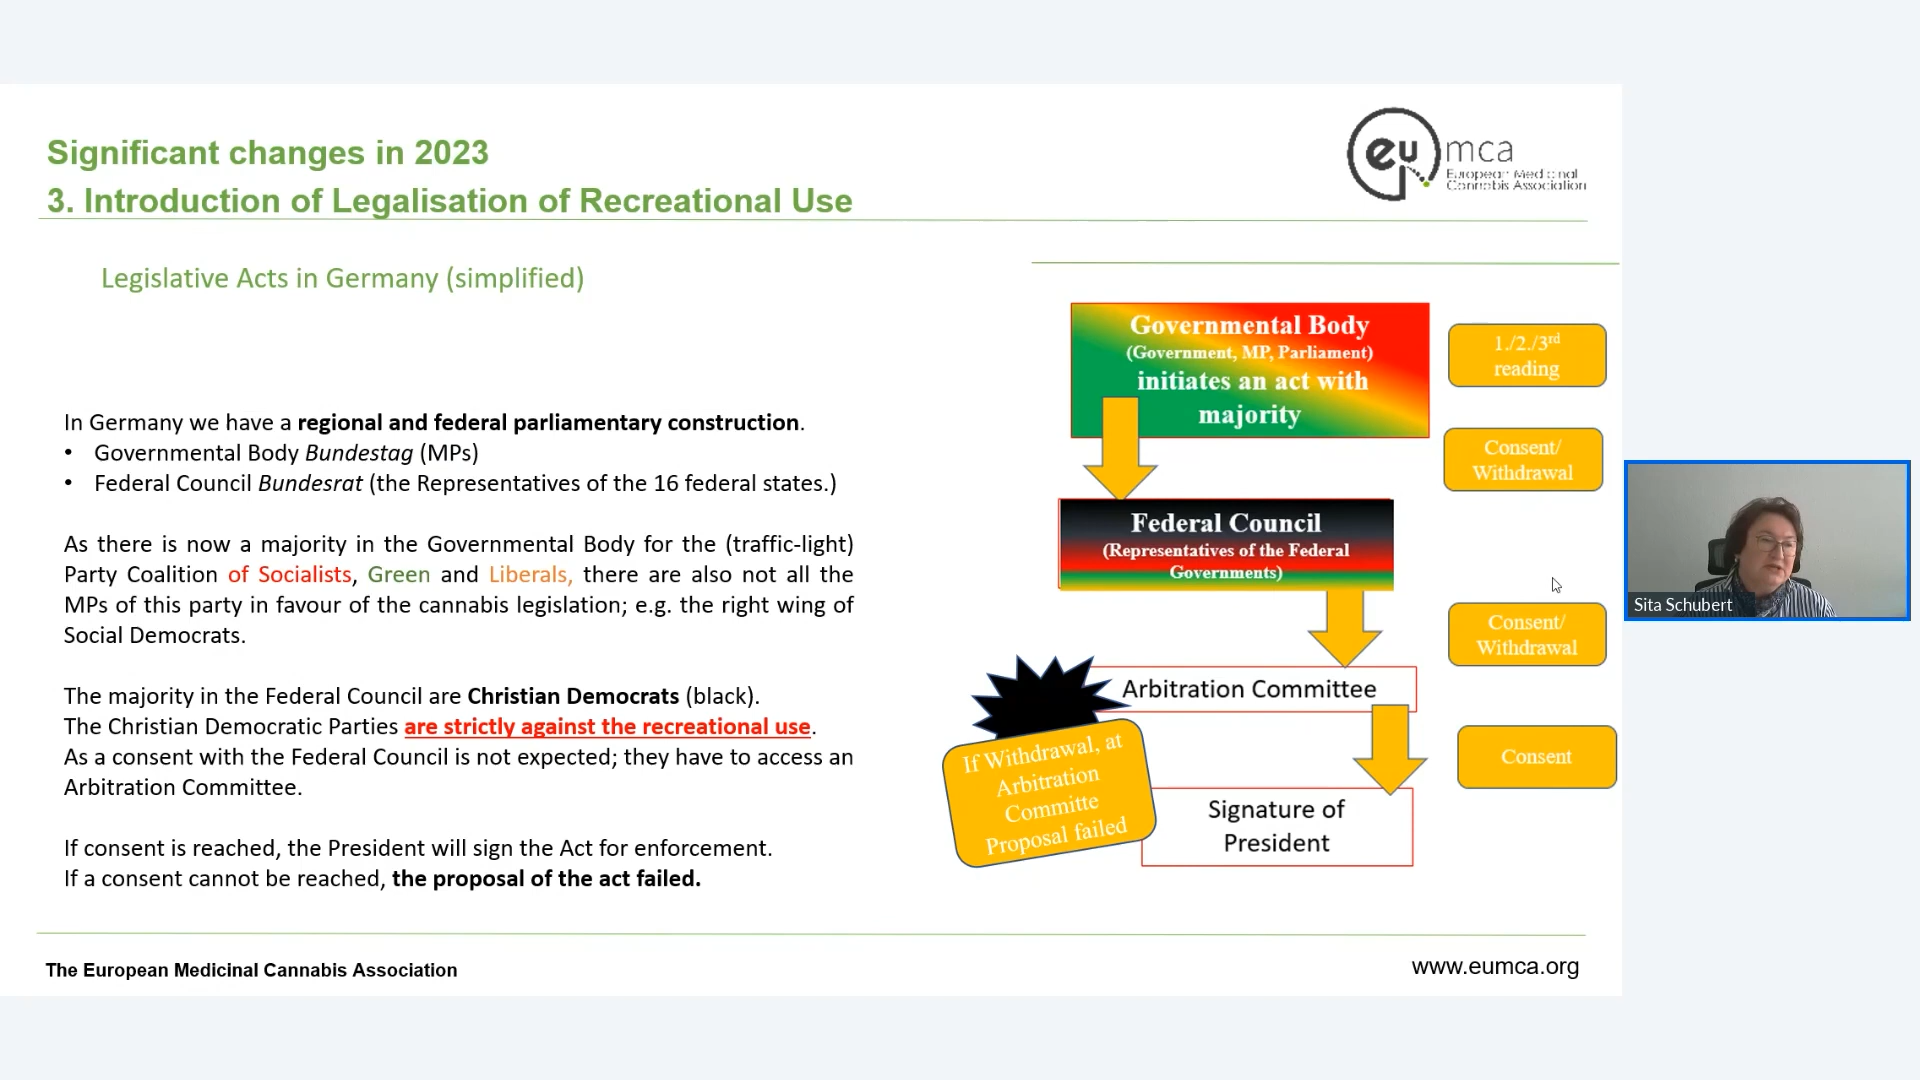 Significant changes in 2023
3. Introduction of Legalisation of Recreational Use
eu mca
European Medicinal
Cannabis Association
Legislative Acts in Germany (simplified)
In Germany we have a regional and federal parliamentary construction.
• Governmental Body Bundestag (MPs)
• Federal Council Bundesrat (the Representatives of the 16 federal states.)
As there is now a majority in the Governmental Body for the (traffic-light)
Party Coalition of Socialists, Green and Liberals, there are also not all the
MPs of this party in favour of the cannabis legislation; e.g. the right wing of
Social Democrats.
The majority in the Federal Council are Christian Democrats (black).
The Christian Democratic Parties are strictly against the recreational use.
As a consent with the Federal Council is not expected; they have to access an
Arbitration Committee.
If consent is reached, the President will sign the Act for enforcement.
If a consent cannot be reached, the proposal of the act failed.
Governmental Body
(Government, MP, Parliament)
initiates an act with
majority
1./2./3rd
reading
Consent/
Withdrawal
Federal Council
(Representatives of the Federal
Governments)
Consent/
Withdrawal
Arbitration Committee
If Withdrawal, at
Arbitration
Committe
Proposal failed
Consent
Signature of
President
Sita Schubert
The European Medicinal Cannabis Association
www.eumca.org